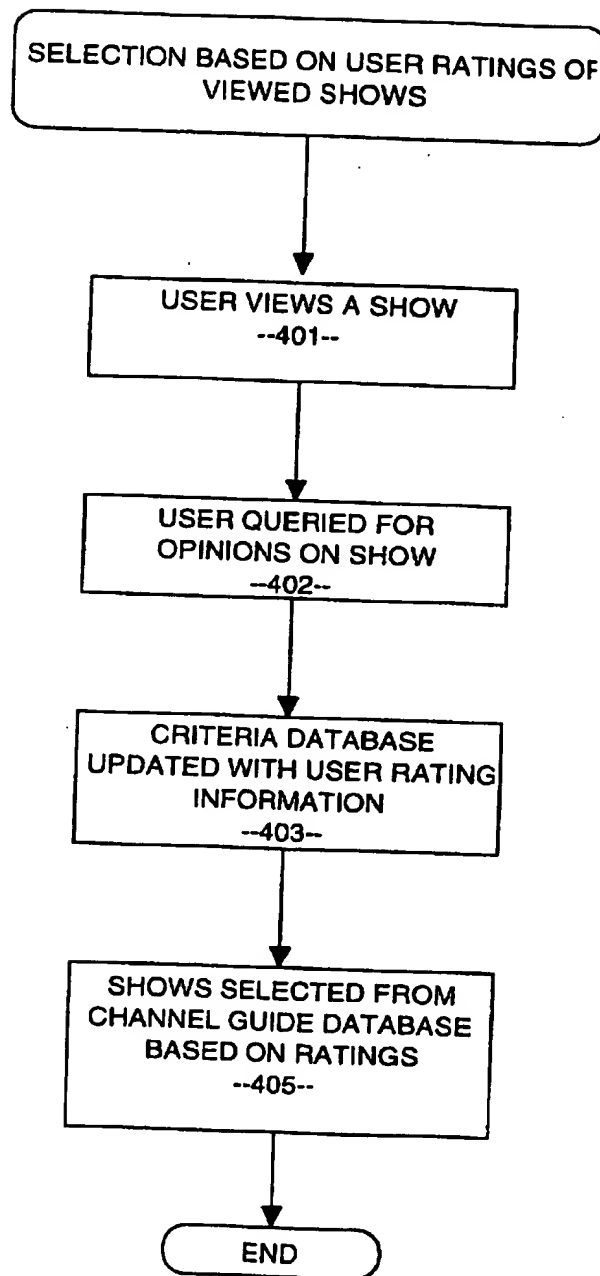 SELECTION BASED ON USER RATINGS OF
VIEWED SHOWS
USER VIEWS A SHOW
--401--
USER QUERIED FOR
OPINIONS ON SHOW
--402--
CRITERIA DATABASE
UPDATED WITH USER RATING
INFORMATION
--403--
SHOWS SELECTED FROM
CHANNEL GUIDE DATABASE
BASED ON RATINGS
--405--
END